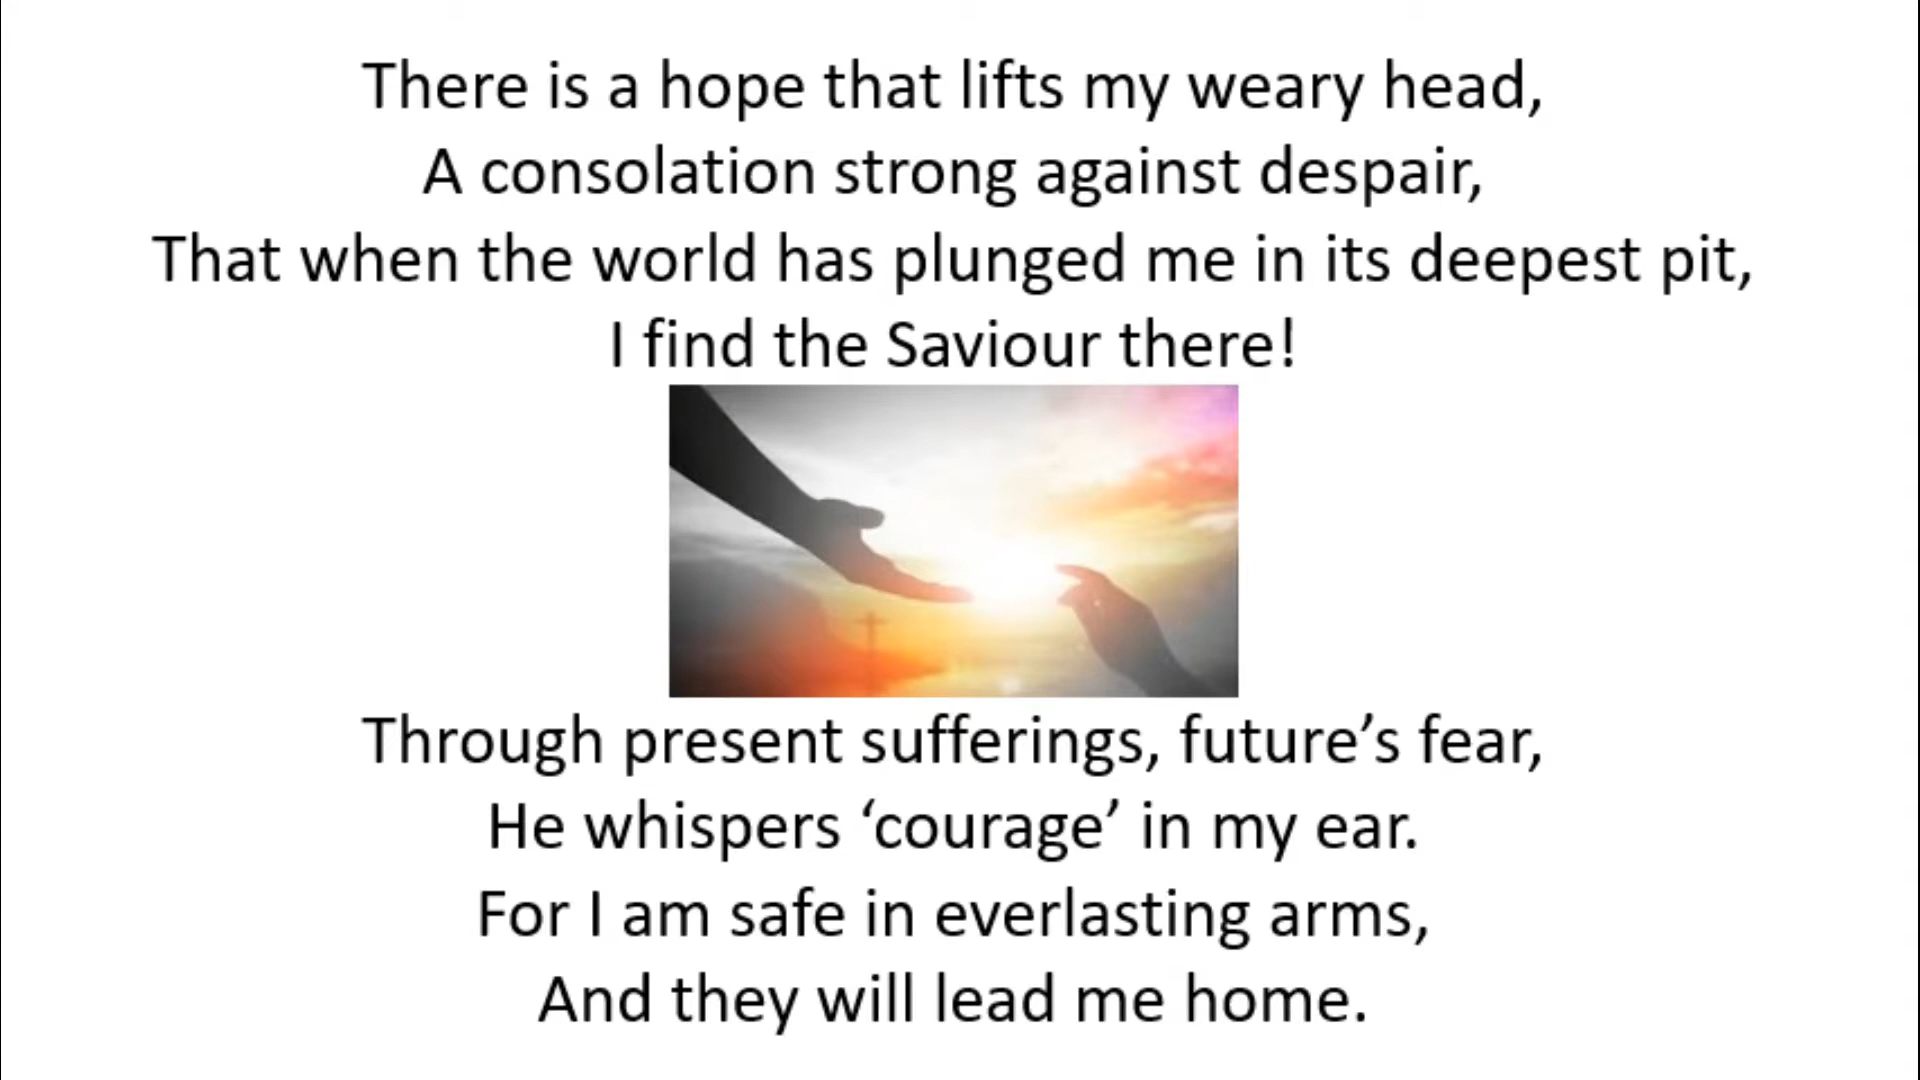 There is a hope that lifts my weary head,
A consolation strong against despair,
That when the world has plunged me in its deepest pit,
I find the Saviour there!
Through present sufferings, future’s fear,
He whispers ‘courage’ in my ear.
For I am safe in everlasting arms,
And they will lead me home.